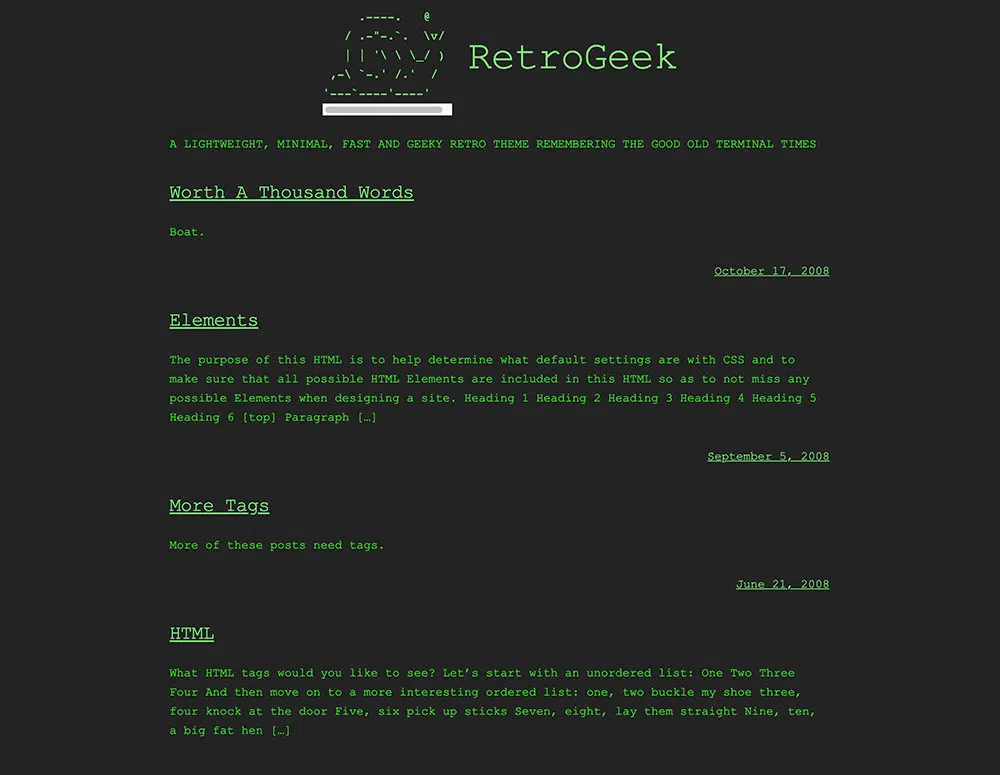 RetroGeek
A LIGHTWEIGHT, MINIMAL, FAST AND GEEKY RETRO THEME REMEMBERING THE GOOD OLD TERMINAL TIMES
Worth A Thousand Words
Boat.
October 17, 2008
Elements
The purpose of this HTML is to help determine what default settings are with CSS and to
make sure that all possible HTML Elements are included in this HTML so as to not miss any
possible Elements when designing a site. Heading 1 Heading 2 Heading 3 Heading 4 Heading 5
Heading 6 [top] Paragraph […]
September 5, 2008
More Tags
More of these posts need tags.
June 21, 2008
HTML
What HTML tags would you like to see? Let’s start with an unordered list: One Two Three
Four And then move on to a more interesting ordered list: one, two buckle my shoe three,
four knock at the door Five, six pick up sticks Seven, eight, lay them straight Nine, ten,
a big fat hen […]